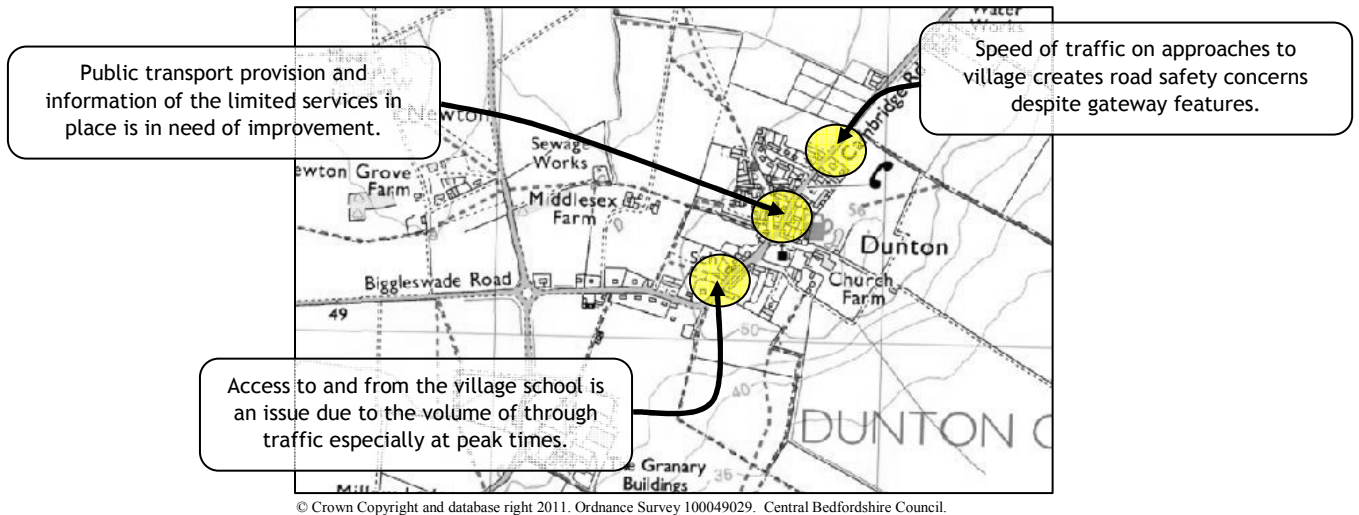 Water
Works
Speed of traffic on approaches to
village creates road safety concerns
despite gateway features.
Public transport provision and
information of the limited services in
place is in need of improvement.
Newton
Sewage
Works
Grove
Farm
Middlesex
Farm
56
Dunton
Church
Farm
Biggleswade Road
49
50
40
Access to and from the village school is
an issue due to the volume of through
traffic especially at peak times.
DUNTON
35
Granary
Buildings
© Crown Copyright and database right 2011. Ordnance Survey 100049029. Central Bedfordshire Council.